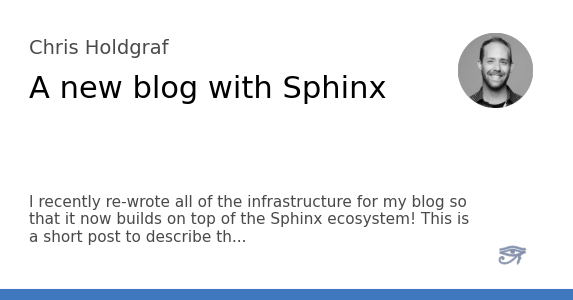 Chris Holdgraf
A new blog with Sphinx
I recently re-wrote all of the infrastructure for my blog so
that it now builds on top of the Sphinx ecosystem! This is
a short post to describe th...